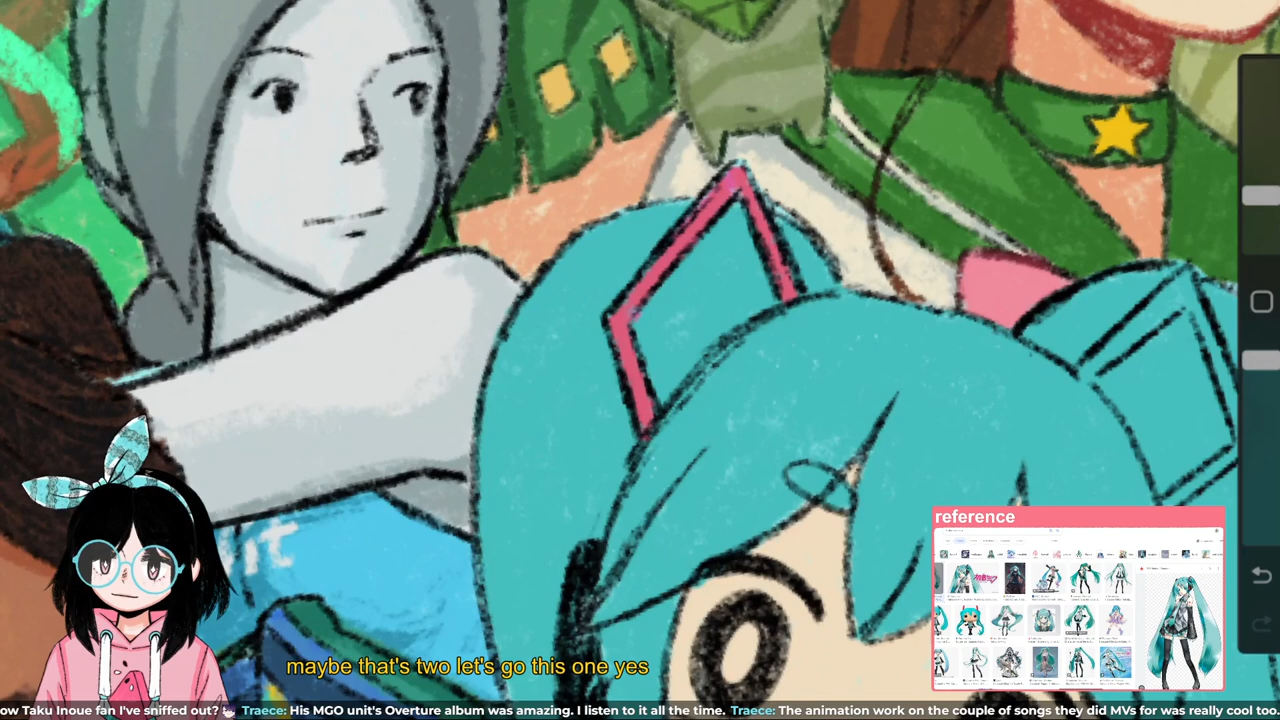 reference
maybe that's two let's go this one yes
ow Taku Inoue fan I've sniffed out? Traece: His MGO unit's Overture album was amazing. I listen to it all the time. Traece: The animation work on the couple of songs they did MVs for was really cool too.